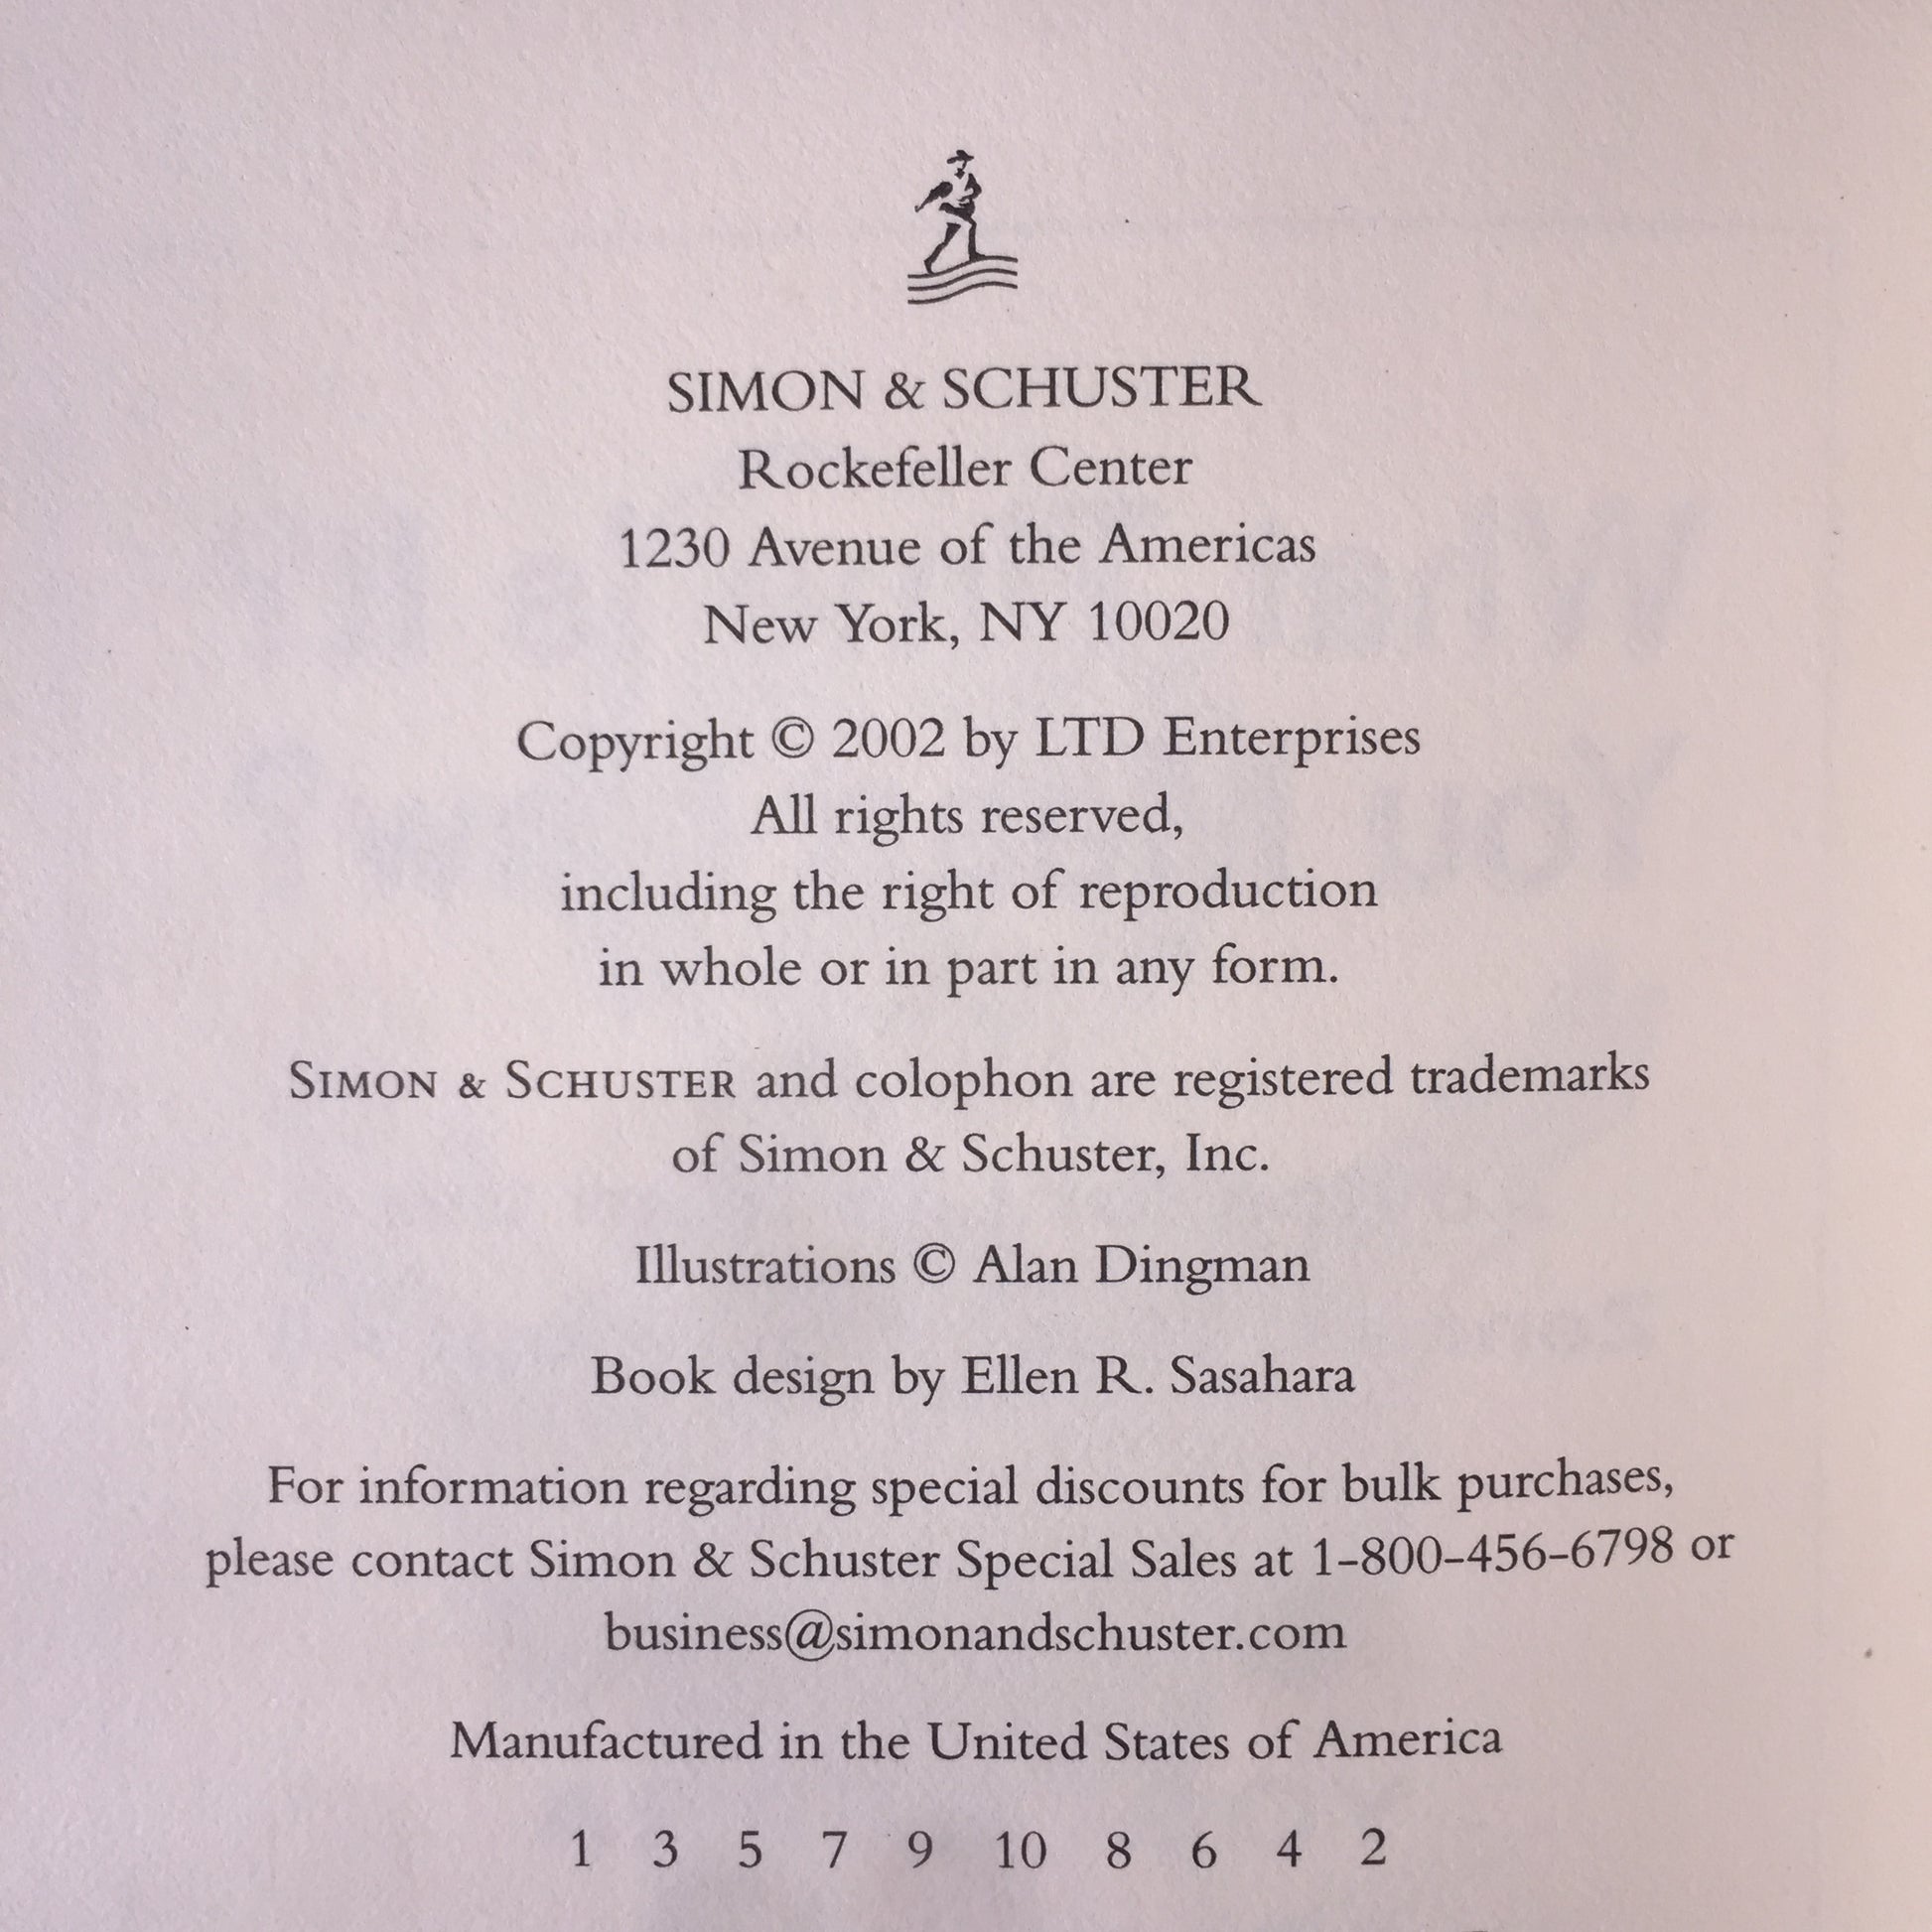 SIMON & SCHUSTER
Rockefeller Center
1230 Avenue of the Americas
New York, NY 10020
Copyright © 2002 by LTD Enterprises
All rights reserved,
including the right of reproduction
in whole or in part in any form.
SIMON & SCHUSTER and colophon are registered trademarks
of Simon & Schuster, Inc.
Illustrations © Alan Dingman
Book design by Ellen R. Sasahara
For information regarding special discounts for bulk purchases,
please contact Simon & Schuster Special Sales at 1-800-456-6798 or
business@simonandschuster.com
Manufactured in the United States of America
1 3 5 7 9 10 8 6 4 2